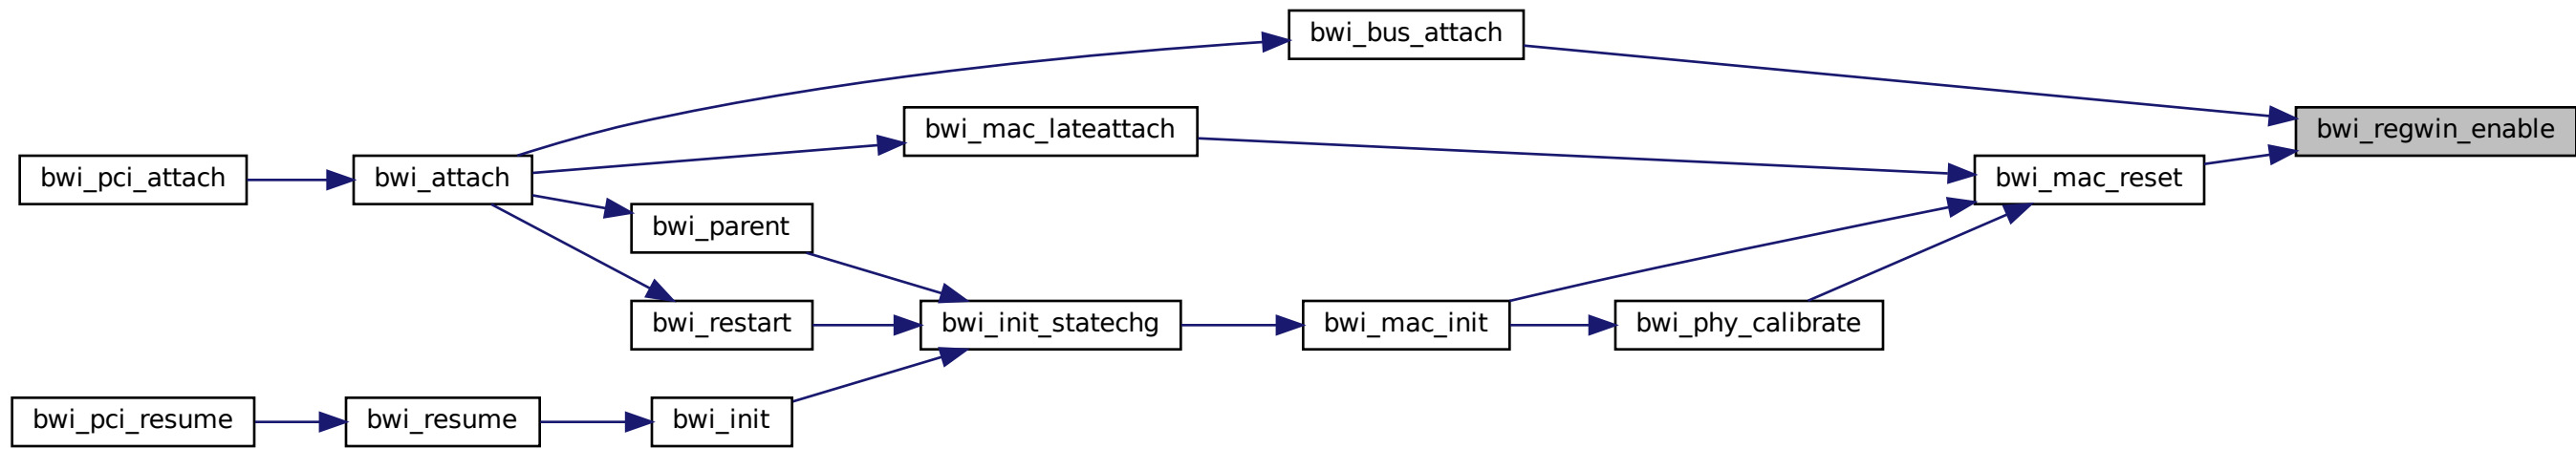 bwi_bus_attach
bwi_mac_lateattach
bwi_regwin_enable
bwi_pci_attach
bwi_attach
bwi_mac_reset
bwi_parent
bwi_restart
bwi_init_statechg
bwi_mac_init
bwi_phy_calibrate
bwi_pci_resume
bwi_resume
bwi_init